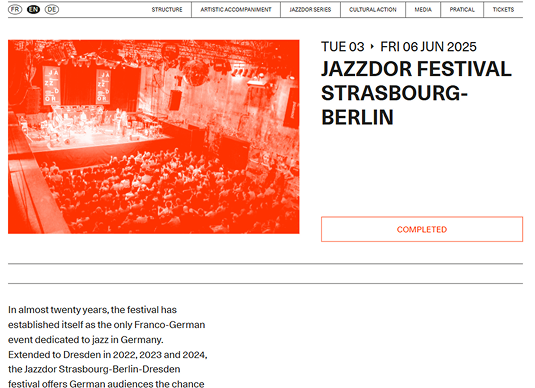 FR EN DE STRUCTURE ARTISTIC ACCOMPANIMENT JAZZDOR SERIES CULTURAL ACTION MEDIA PRATICAL TICKETS
TUE 03 ‣ FRI 06 JUN 2025
JAZZDOR FESTIVAL
STRASBOURG-
BERLIN
COMPLETED
In almost twenty years, the festival has
established itself as the only Franco-German
event dedicated to jazz in Germany.
Extended to Dresden in 2022, 2023 and 2024,
the Jazzdor Strasbourg-Berlin-Dresden
festival offers German audiences the chance